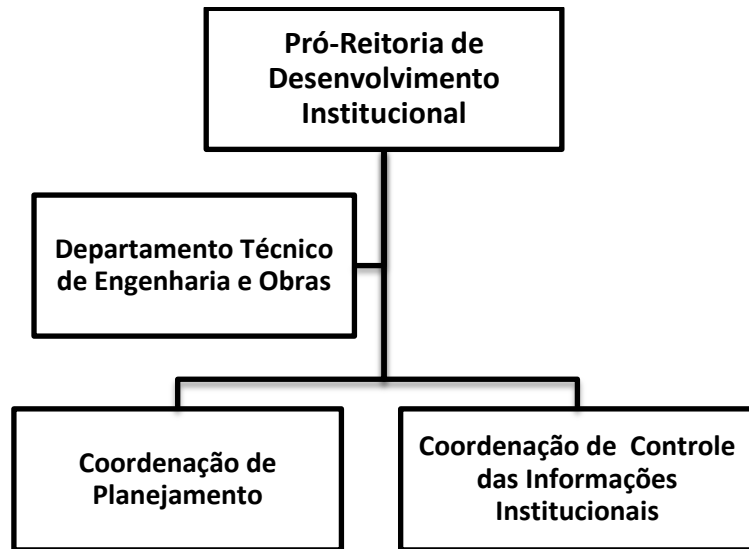 Pró-Reitoria de
Desenvolvimento
Institucional
Departamento Técnico
de Engenharia e Obras
Coordenação de
Planejamento
Coordenação de Controle
das Informações
Institucionais